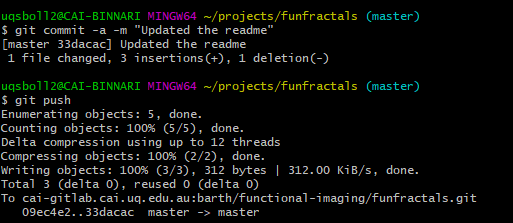 uqsboll2@CAI-BINNARI MINGW64 ~/projects/funfractals (master)
$ git commit -a -m "Updated the readme"
[master 33dacac] Updated the readme
 1 file changed, 3 insertions(+), 1 deletion(-)
uqsboll2@CAI-BINNARI MINGW64 ~/projects/funfractals (master)
$ git push
Enumerating objects: 5, done.
Counting objects: 100% (5/5), done.
Delta compression using up to 12 threads
Compressing objects: 100% (2/2), done.
Writing objects: 100% (3/3), 312 bytes | 312.00 KiB/s, done.
Total 3 (delta 0), reused 0 (delta 0)
To cai-gitlab.cai.uq.edu.au:barth/functional-imaging/funfractals.git
   09ec4e2..33dacac  master -> master